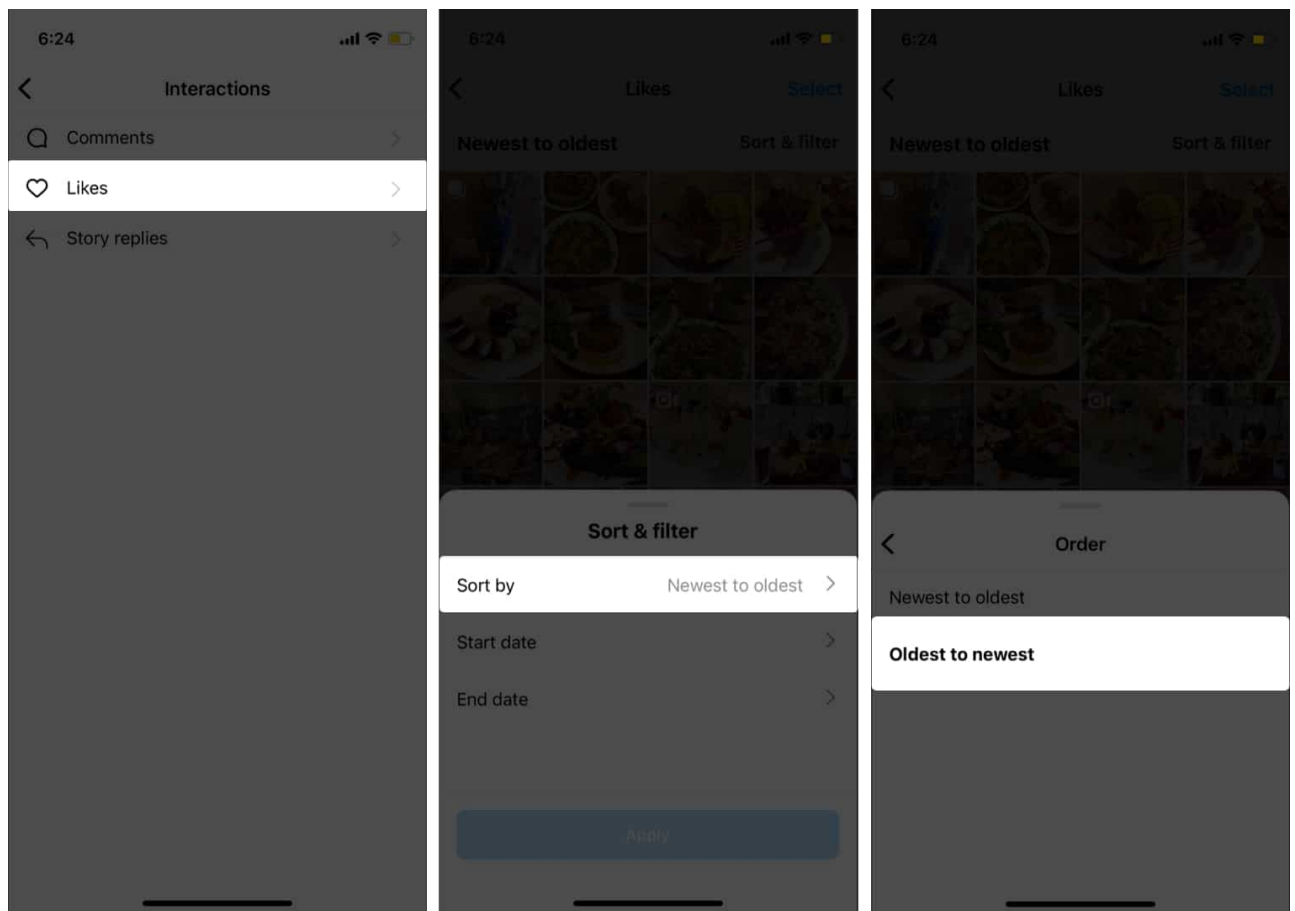 6:24
Interactions
Comments
Likes
Story replies
6:24
Likes Select
Newest to oldest Sort & filter
Sort & filter
Sort by Newest to oldest
Start date
End date
Apply
6:24
Likes Select
Newest to oldest Sort & filter
Order
Newest to oldest
Oldest to newest